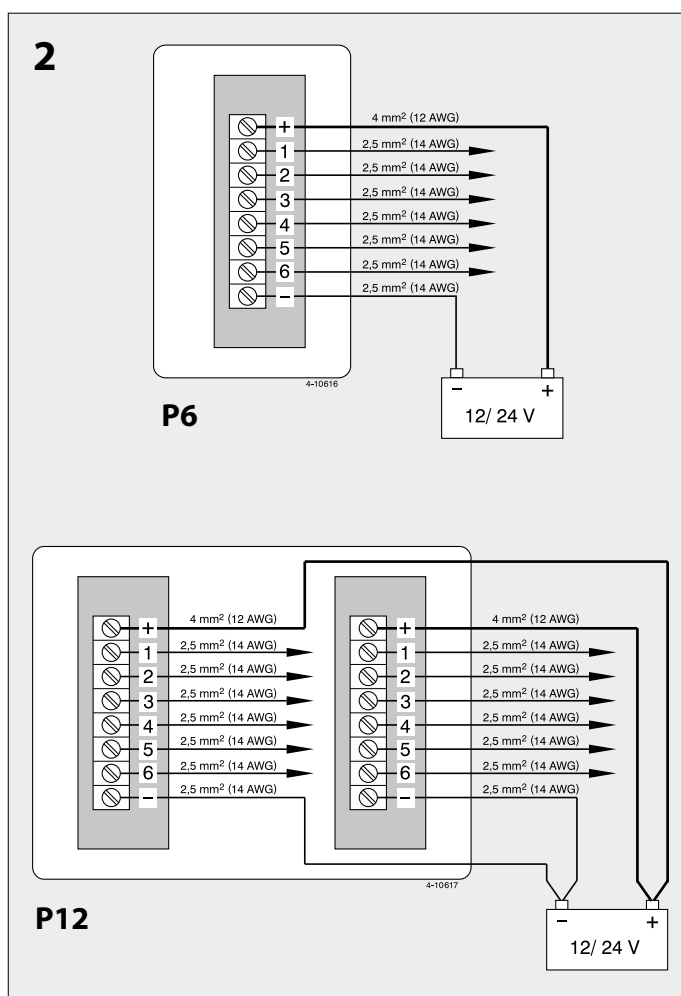 2
+ 4 mm² (12 AWG)
1 2,5 mm² (14 AWG)
2 2,5 mm² (14 AWG)
3 2,5 mm² (14 AWG)
4 2,5 mm² (14 AWG)
5 2,5 mm² (14 AWG)
6 2,5 mm² (14 AWG)
− 2,5 mm² (14 AWG)
4-10616
− +
12/ 24 V
P6
+ 4 mm² (12 AWG) + 4 mm² (12 AWG)
1 2,5 mm² (14 AWG) 1 2,5 mm² (14 AWG)
2 2,5 mm² (14 AWG) 2 2,5 mm² (14 AWG)
3 2,5 mm² (14 AWG) 3 2,5 mm² (14 AWG)
4 2,5 mm² (14 AWG) 4 2,5 mm² (14 AWG)
5 2,5 mm² (14 AWG) 5 2,5 mm² (14 AWG)
6 2,5 mm² (14 AWG) 6 2,5 mm² (14 AWG)
− 2,5 mm² (14 AWG) − 2,5 mm² (14 AWG)
4-10617
P12
− +
12/ 24 V